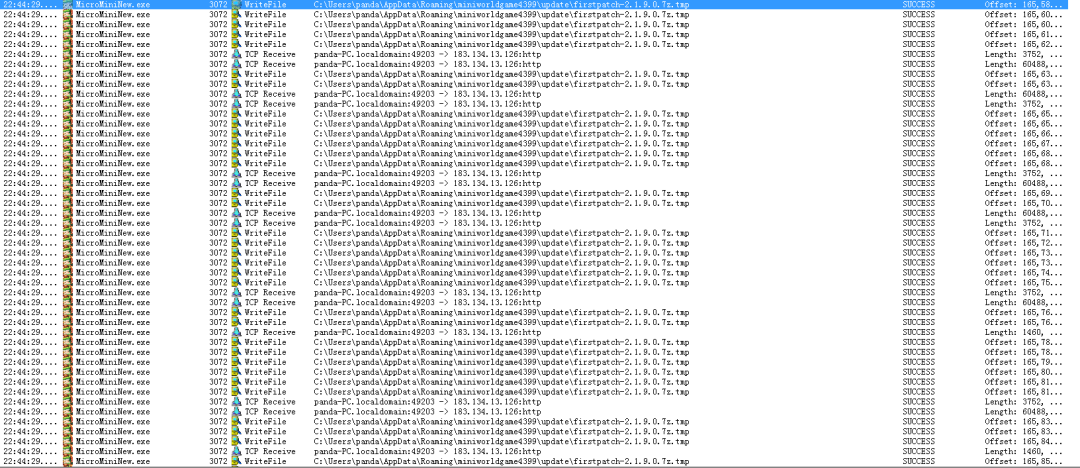 22:44:29.... MicroMiniNew.exe 3072 WriteFile C:\Users\panda\AppData\Roaming\miniworldgame4399\update\firstpatch-2.1.9.0.7z.tmp SUCCESS Offset: 165,58...
22:44:29.... MicroMiniNew.exe 3072 WriteFile C:\Users\panda\AppData\Roaming\miniworldgame4399\update\firstpatch-2.1.9.0.7z.tmp SUCCESS Offset: 165,60...
22:44:29.... MicroMiniNew.exe 3072 WriteFile C:\Users\panda\AppData\Roaming\miniworldgame4399\update\firstpatch-2.1.9.0.7z.tmp SUCCESS Offset: 165,60...
22:44:29.... MicroMiniNew.exe 3072 WriteFile C:\Users\panda\AppData\Roaming\miniworldgame4399\update\firstpatch-2.1.9.0.7z.tmp SUCCESS Offset: 165,61...
22:44:29.... MicroMiniNew.exe 3072 WriteFile C:\Users\panda\AppData\Roaming\miniworldgame4399\update\firstpatch-2.1.9.0.7z.tmp SUCCESS Offset: 165,62...
22:44:29.... MicroMiniNew.exe 3072 TCP Receive panda-PC.localdomain:49203 -> 183.134.13.126:http SUCCESS Length: 3752, ...
22:44:29.... MicroMiniNew.exe 3072 TCP Receive panda-PC.localdomain:49203 -> 183.134.13.126:http SUCCESS Length: 60488,...
22:44:29.... MicroMiniNew.exe 3072 WriteFile C:\Users\panda\AppData\Roaming\miniworldgame4399\update\firstpatch-2.1.9.0.7z.tmp SUCCESS Offset: 165,63...
22:44:29.... MicroMiniNew.exe 3072 WriteFile C:\Users\panda\AppData\Roaming\miniworldgame4399\update\firstpatch-2.1.9.0.7z.tmp SUCCESS Offset: 165,63...
22:44:29.... MicroMiniNew.exe 3072 TCP Receive panda-PC.localdomain:49203 -> 183.134.13.126:http SUCCESS Length: 60488,...
22:44:29.... MicroMiniNew.exe 3072 TCP Receive panda-PC.localdomain:49203 -> 183.134.13.126:http SUCCESS Length: 3752, ...
22:44:29.... MicroMiniNew.exe 3072 WriteFile C:\Users\panda\AppData\Roaming\miniworldgame4399\update\firstpatch-2.1.9.0.7z.tmp SUCCESS Offset: 165,65...
22:44:29.... MicroMiniNew.exe 3072 WriteFile C:\Users\panda\AppData\Roaming\miniworldgame4399\update\firstpatch-2.1.9.0.7z.tmp SUCCESS Offset: 165,65...
22:44:29.... MicroMiniNew.exe 3072 WriteFile C:\Users\panda\AppData\Roaming\miniworldgame4399\update\firstpatch-2.1.9.0.7z.tmp SUCCESS Offset: 165,66...
22:44:29.... MicroMiniNew.exe 3072 WriteFile C:\Users\panda\AppData\Roaming\miniworldgame4399\update\firstpatch-2.1.9.0.7z.tmp SUCCESS Offset: 165,67...
22:44:29.... MicroMiniNew.exe 3072 WriteFile C:\Users\panda\AppData\Roaming\miniworldgame4399\update\firstpatch-2.1.9.0.7z.tmp SUCCESS Offset: 165,68...
22:44:29.... MicroMiniNew.exe 3072 WriteFile C:\Users\panda\AppData\Roaming\miniworldgame4399\update\firstpatch-2.1.9.0.7z.tmp SUCCESS Offset: 165,68...
22:44:29.... MicroMiniNew.exe 3072 TCP Receive panda-PC.localdomain:49203 -> 183.134.13.126:http SUCCESS Length: 3752, ...
22:44:29.... MicroMiniNew.exe 3072 TCP Receive panda-PC.localdomain:49203 -> 183.134.13.126:http SUCCESS Length: 60488,...
22:44:29.... MicroMiniNew.exe 3072 WriteFile C:\Users\panda\AppData\Roaming\miniworldgame4399\update\firstpatch-2.1.9.0.7z.tmp SUCCESS Offset: 165,69...
22:44:29.... MicroMiniNew.exe 3072 WriteFile C:\Users\panda\AppData\Roaming\miniworldgame4399\update\firstpatch-2.1.9.0.7z.tmp SUCCESS Offset: 165,70...
22:44:29.... MicroMiniNew.exe 3072 TCP Receive panda-PC.localdomain:49203 -> 183.134.13.126:http SUCCESS Length: 60488,...
22:44:29.... MicroMiniNew.exe 3072 TCP Receive panda-PC.localdomain:49203 -> 183.134.13.126:http SUCCESS Length: 3752, ...
22:44:29.... MicroMiniNew.exe 3072 WriteFile C:\Users\panda\AppData\Roaming\miniworldgame4399\update\firstpatch-2.1.9.0.7z.tmp SUCCESS Offset: 165,71...
22:44:29.... MicroMiniNew.exe 3072 WriteFile C:\Users\panda\AppData\Roaming\miniworldgame4399\update\firstpatch-2.1.9.0.7z.tmp SUCCESS Offset: 165,72...
22:44:29.... MicroMiniNew.exe 3072 WriteFile C:\Users\panda\AppData\Roaming\miniworldgame4399\update\firstpatch-2.1.9.0.7z.tmp SUCCESS Offset: 165,73...
22:44:29.... MicroMiniNew.exe 3072 WriteFile C:\Users\panda\AppData\Roaming\miniworldgame4399\update\firstpatch-2.1.9.0.7z.tmp SUCCESS Offset: 165,73...
22:44:29.... MicroMiniNew.exe 3072 WriteFile C:\Users\panda\AppData\Roaming\miniworldgame4399\update\firstpatch-2.1.9.0.7z.tmp SUCCESS Offset: 165,74...
22:44:29.... MicroMiniNew.exe 3072 WriteFile C:\Users\panda\AppData\Roaming\miniworldgame4399\update\firstpatch-2.1.9.0.7z.tmp SUCCESS Offset: 165,75...
22:44:29.... MicroMiniNew.exe 3072 TCP Receive panda-PC.localdomain:49203 -> 183.134.13.126:http SUCCESS Length: 3752, ...
22:44:29.... MicroMiniNew.exe 3072 TCP Receive panda-PC.localdomain:49203 -> 183.134.13.126:http SUCCESS Length: 60488,...
22:44:29.... MicroMiniNew.exe 3072 WriteFile C:\Users\panda\AppData\Roaming\miniworldgame4399\update\firstpatch-2.1.9.0.7z.tmp SUCCESS Offset: 165,76...
22:44:29.... MicroMiniNew.exe 3072 WriteFile C:\Users\panda\AppData\Roaming\miniworldgame4399\update\firstpatch-2.1.9.0.7z.tmp SUCCESS Offset: 165,76...
22:44:29.... MicroMiniNew.exe 3072 TCP Receive panda-PC.localdomain:49203 -> 183.134.13.126:http SUCCESS Length: 1460, ...
22:44:29.... MicroMiniNew.exe 3072 WriteFile C:\Users\panda\AppData\Roaming\miniworldgame4399\update\firstpatch-2.1.9.0.7z.tmp SUCCESS Offset: 165,78...
22:44:29.... MicroMiniNew.exe 3072 WriteFile C:\Users\panda\AppData\Roaming\miniworldgame4399\update\firstpatch-2.1.9.0.7z.tmp SUCCESS Offset: 165,78...
22:44:29.... MicroMiniNew.exe 3072 WriteFile C:\Users\panda\AppData\Roaming\miniworldgame4399\update\firstpatch-2.1.9.0.7z.tmp SUCCESS Offset: 165,79...
22:44:29.... MicroMiniNew.exe 3072 WriteFile C:\Users\panda\AppData\Roaming\miniworldgame4399\update\firstpatch-2.1.9.0.7z.tmp SUCCESS Offset: 165,80...
22:44:29.... MicroMiniNew.exe 3072 WriteFile C:\Users\panda\AppData\Roaming\miniworldgame4399\update\firstpatch-2.1.9.0.7z.tmp SUCCESS Offset: 165,81...
22:44:29.... MicroMiniNew.exe 3072 WriteFile C:\Users\panda\AppData\Roaming\miniworldgame4399\update\firstpatch-2.1.9.0.7z.tmp SUCCESS Offset: 165,81...
22:44:29.... MicroMiniNew.exe 3072 TCP Receive panda-PC.localdomain:49203 -> 183.134.13.126:http SUCCESS Length: 3752, ...
22:44:29.... MicroMiniNew.exe 3072 TCP Receive panda-PC.localdomain:49203 -> 183.134.13.126:http SUCCESS Length: 60488,...
22:44:29.... MicroMiniNew.exe 3072 WriteFile C:\Users\panda\AppData\Roaming\miniworldgame4399\update\firstpatch-2.1.9.0.7z.tmp SUCCESS Offset: 165,83...
22:44:29.... MicroMiniNew.exe 3072 WriteFile C:\Users\panda\AppData\Roaming\miniworldgame4399\update\firstpatch-2.1.9.0.7z.tmp SUCCESS Offset: 165,83...
22:44:29.... MicroMiniNew.exe 3072 WriteFile C:\Users\panda\AppData\Roaming\miniworldgame4399\update\firstpatch-2.1.9.0.7z.tmp SUCCESS Offset: 165,84...
22:44:29.... MicroMiniNew.exe 3072 TCP Receive panda-PC.localdomain:49203 -> 183.134.13.126:http SUCCESS Length: 1460, ...
22:44:29.... MicroMiniNew.exe 3072 WriteFile C:\Users\panda\AppData\Roaming\miniworldgame4399\update\firstpatch-2.1.9.0.7z.tmp SUCCESS Offset: 165,85...